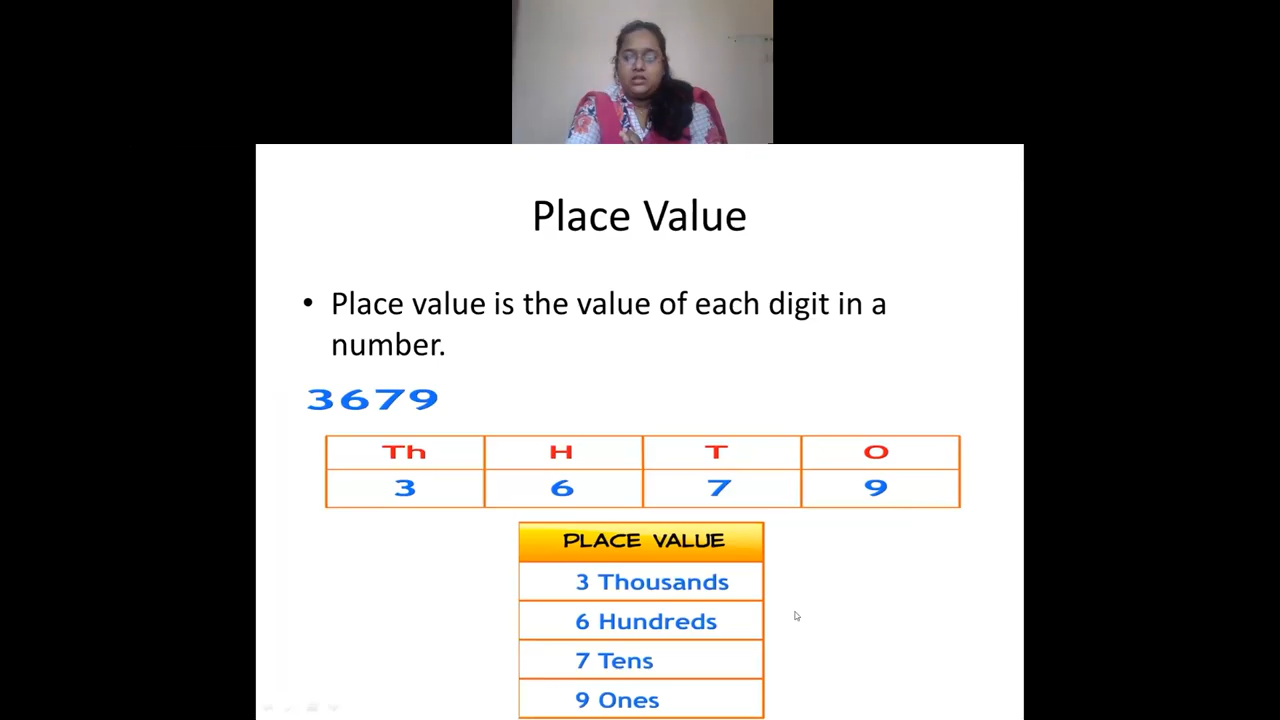 Place Value
• Place value is the value of each digit in a
number.
3679
Th H T O
3 6 7 9
PLACE VALUE
3 Thousands
6 Hundreds
7 Tens
9 Ones